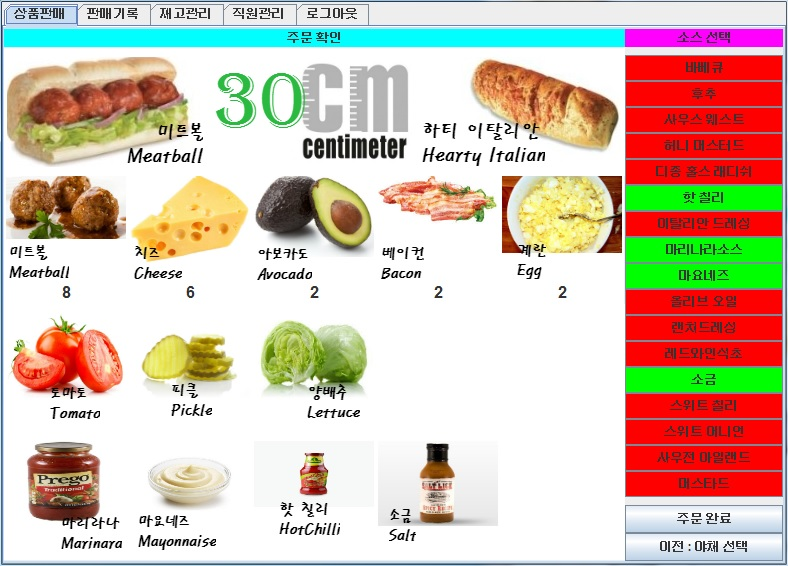 상품판매 판매기록 재고관리 직원관리 로그아웃
주문 확인
소스 선택
미트볼
Meatball
30cm
centimeter
하티 이탈리안
Hearty Italian
미트볼
Meatball
8
치즈
Cheese
6
아보카도
Avocado
2
베이컨
Bacon
2
계란
Egg
2
토마토
Tomato
피클
Pickle
양배추
Lettuce
Prego
Traditional
마리라나
Marinara
마요네즈
Mayonnaise
핫 칠리
HotChilli
소금
Salt
바베큐
후추
사우스 웨스트
허니 머스타드
디종 홀스래디쉬
핫 칠리
이탈리안 드레싱
마리나라소스
마요네즈
올리브 오일
랜치드레싱
레드와인식초
소금
스위트 칠리
스위트 어니언
사우전 아일랜드
머스타드
주문 완료
이전 : 야채 선택